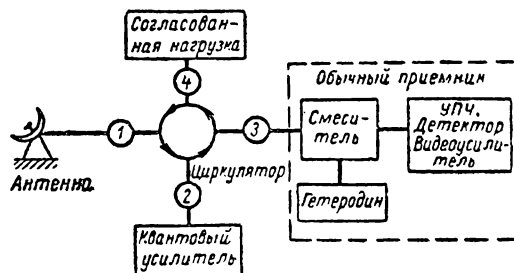 Согласован-
ная нагрузка
4
Обычный приемник
1
3
Смеси-
тель
УПЧ,
Детектор
Видеоусили-
тель
Антенна
Циркулятор
2
Гетеродин
Квантовый
усилитель